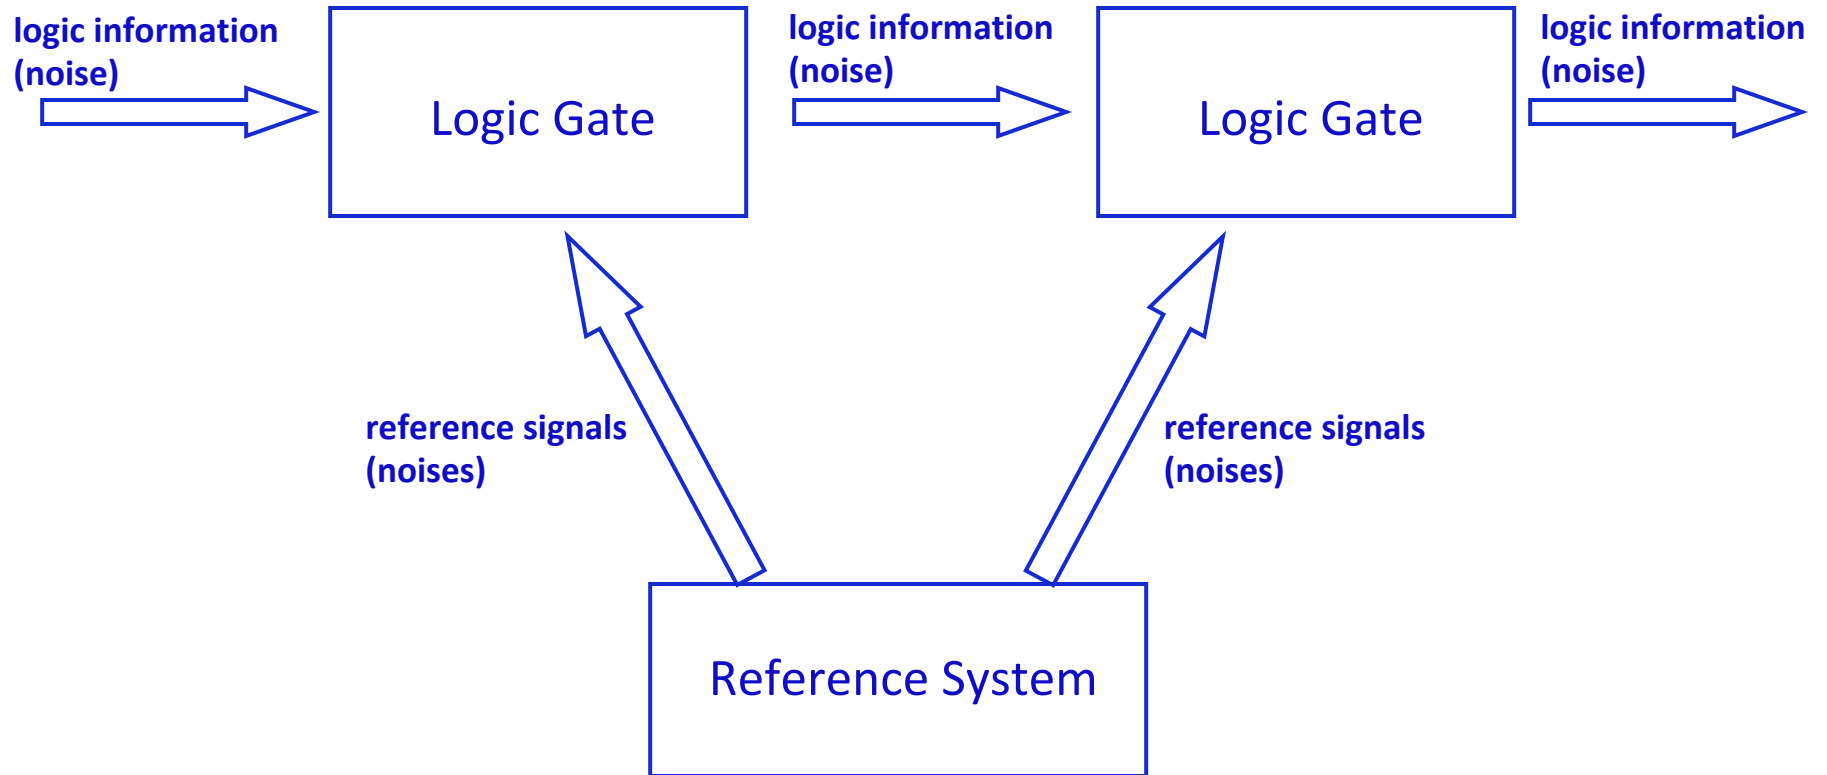 logic information
(noise)
logic information
(noise)
logic information
(noise)
Logic Gate
Logic Gate
reference signals
(noises)
reference signals
(noises)
Reference System